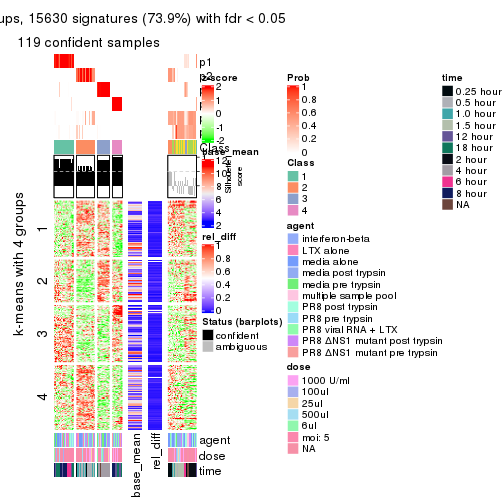 ups, 15630 signatures (73.9%) with fdr < 0.05
119 confident samples
p1
p2
Class
k-means with 4 groups
1
2
3
4
agent
dose
time
base_mean
rel_diff
z-score
2
1
0
-1
-2
base_mean
12
10
8
6
4
2
Silhouette
score
rel_diff
1
0.8
0.6
0.4
0.2
0
Status (barplots)
confident
ambiguous
Prob
1
0.8
0.6
0.4
0.2
0
Class
1
2
3
4
agent
interferon-beta
LTX alone
media alone
media post trypsin
media pre trypsin
multiple sample pool
PR8 post trypsin
PR8 pre trypsin
PR8 viral RNA + LTX
PR8 ΔNS1 mutant post trypsin
PR8 ΔNS1 mutant pre trypsin
dose
1000 U/ml
100ul
25ul
500ul
6ul
moi: 5
NA
time
0.25 hour
0.5 hour
1.0 hour
1.5 hour
12 hour
18 hour
2 hour
4 hour
6 hour
8 hour
NA